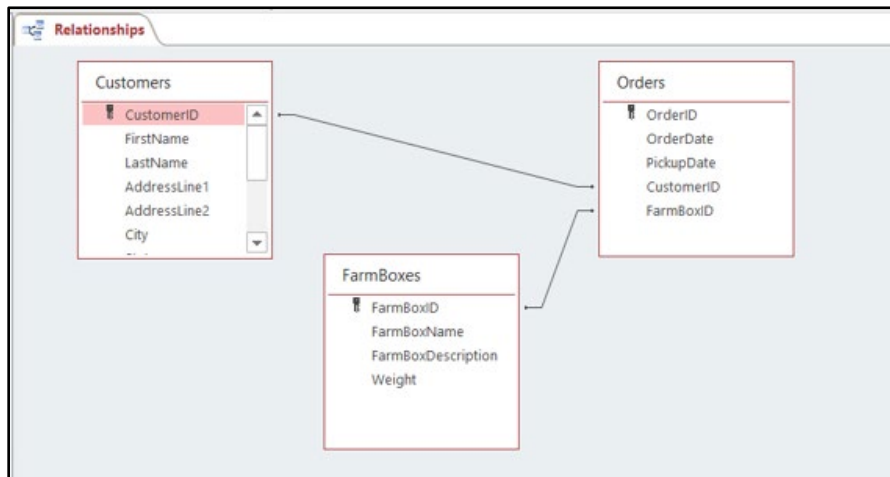 Relationships
Customers
CustomerID
FirstName
LastName
AddressLine1
AddressLine2
City
Orders
OrderID
OrderDate
PickupDate
CustomerID
FarmBoxID
FarmBoxes
FarmBoxID
FarmBoxName
FarmBoxDescription
Weight